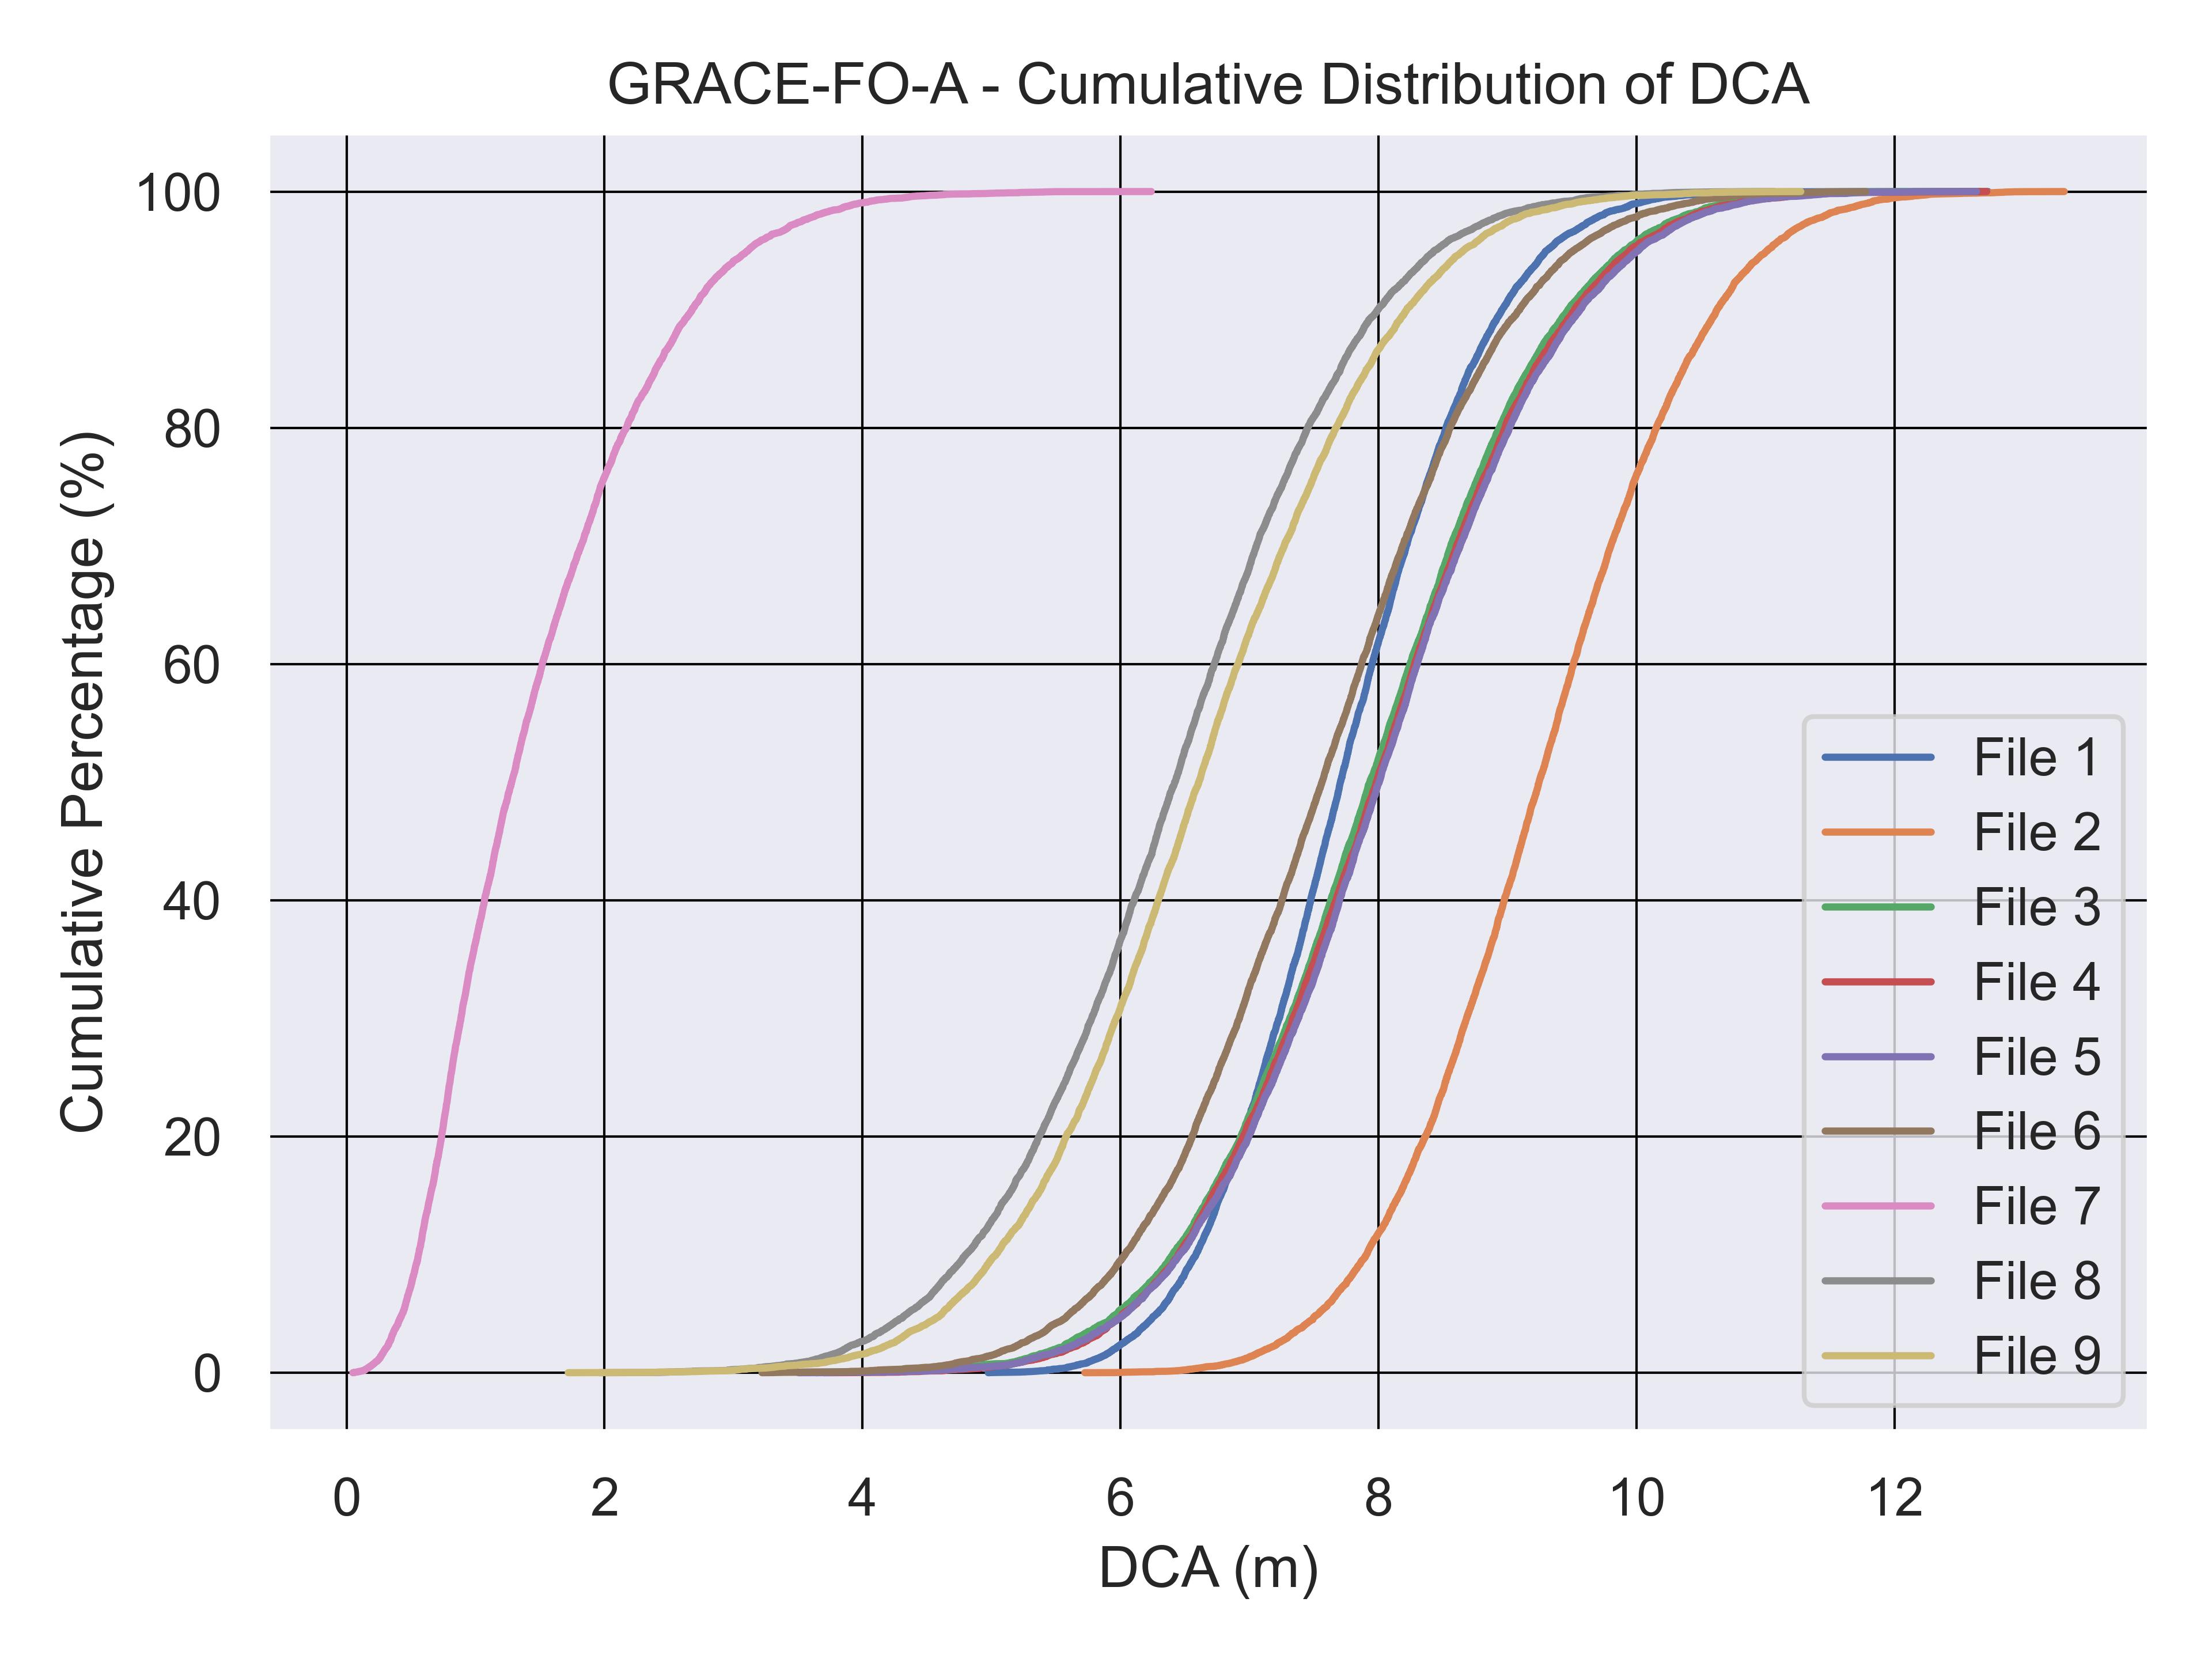 GRACE-FO-A - Cumulative Distribution of DCA
Cumulative Percentage (%)
100
80
60
40
20
0
0 2 4 6 8 10 12
DCA (m)
File 1
File 2
File 3
File 4
File 5
File 6
File 7
File 8
File 9